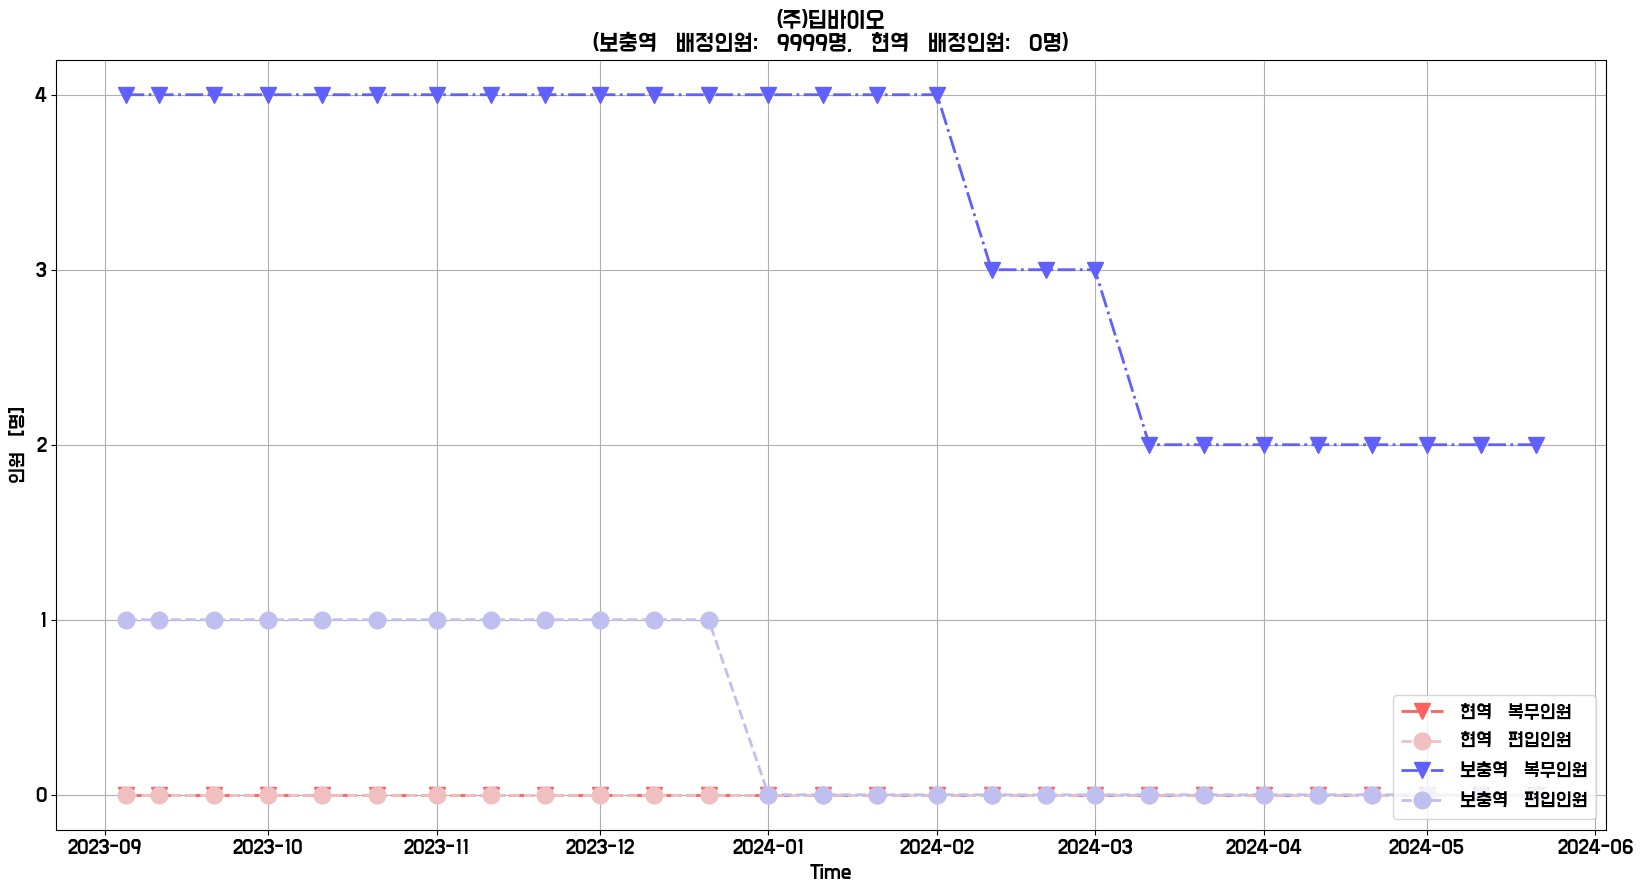 (주)딥바이오
(보충역 배정인원: 9999명, 현역 배정인원: 0명)
4
3
2
1
0
인원 [명]
현역 복무인원
현역 편입인원
보충역 복무인원
보충역 편입인원
2023-09 2023-10 2023-11 2023-12 2024-01 2024-02 2024-03 2024-04 2024-05 2024-06
Time